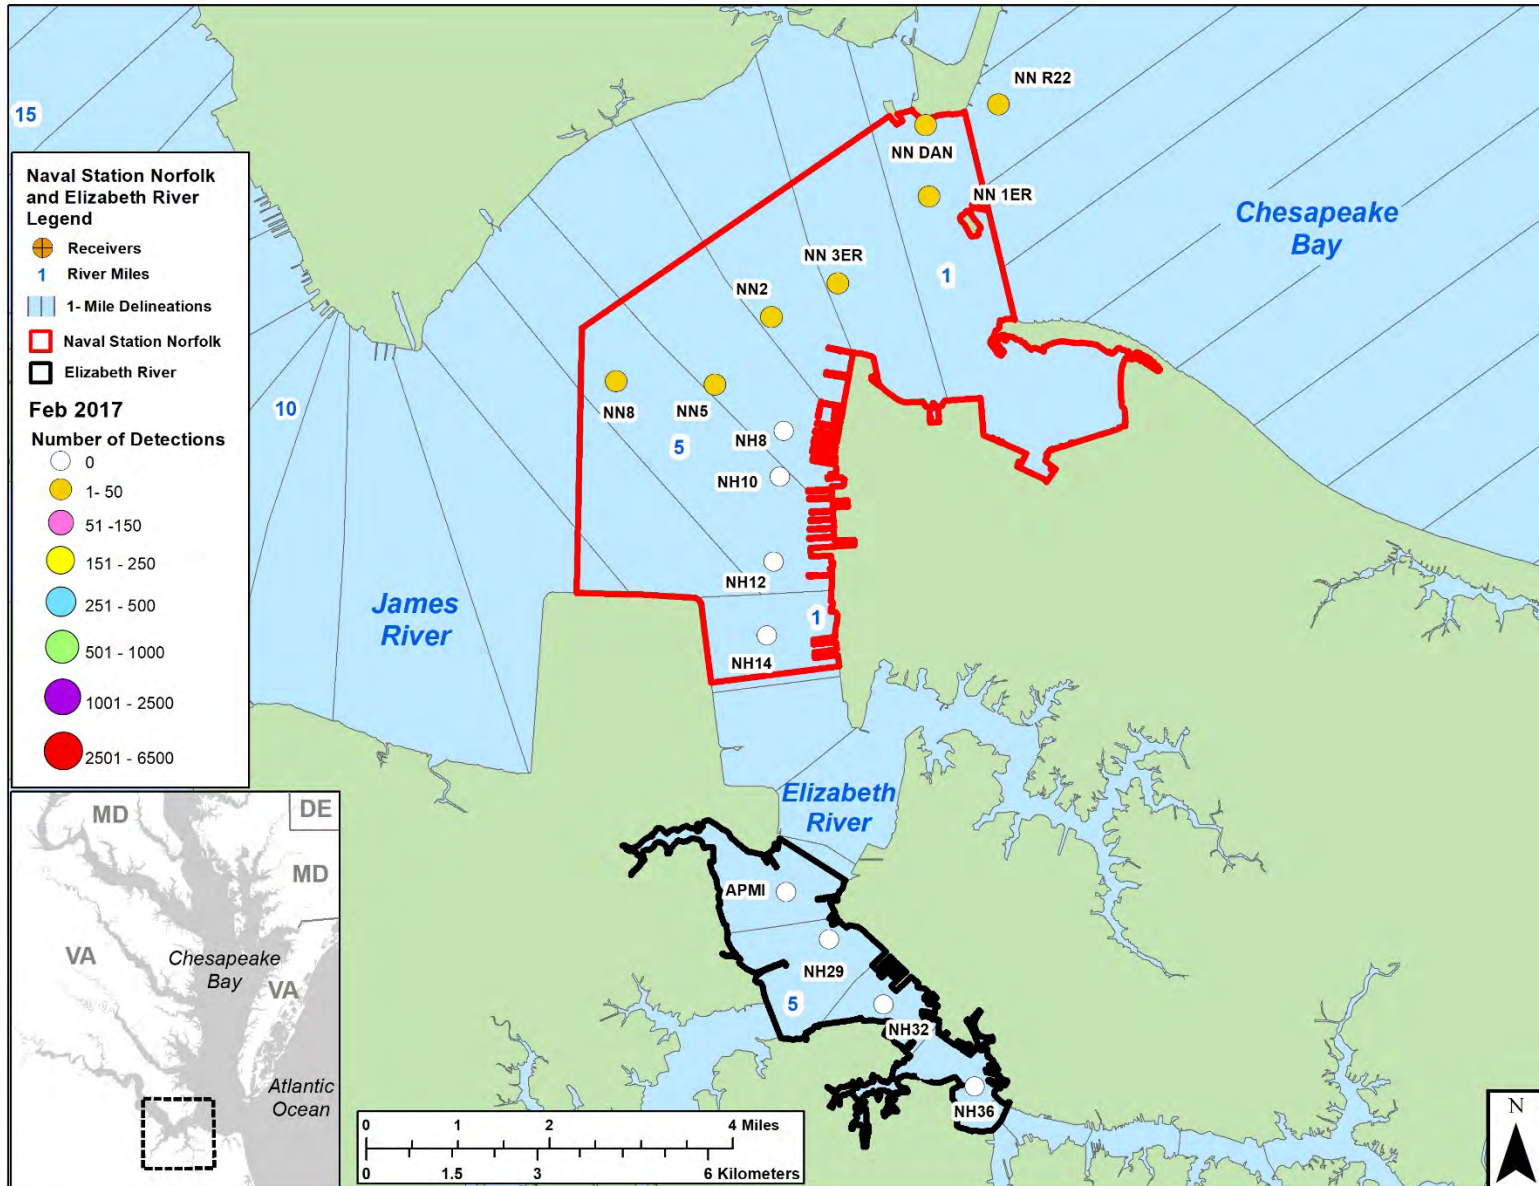 NN R22
15
NN DAN
Naval Station Norfolk
and Elizabeth River
Legend
Receivers
1 River Miles
1- Mile Delineations
Naval Station Norfolk
Elizabeth River
Feb 2017
Number of Detections
0
1- 50
51 -150
151 - 250
251 - 500
501 - 1000
1001 - 2500
2501 - 6500
NN 1ER
Chesapeake
Bay
NN 3ER
1
NN2
NN8
NN5
10
NH8
5
NH10
NH12
James
River
1
NH14
Elizabeth
River
APMI
NH29
5
NH32
NH36
MD
DE
MD
VA
Chesapeake
Bay
VA
Atlantic
Ocean
0 1 2 4 Miles
0 1.5 3 6 Kilometers
N